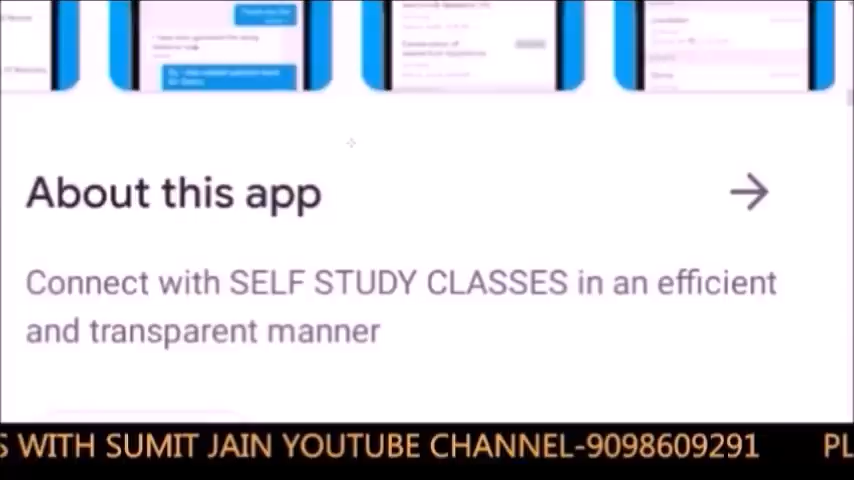 About this app
Connect with SELF STUDY CLASSES in an efficient
and transparent manner
S WITH SUMIT JAIN YOUTUBE CHANNEL-9098609291 PL